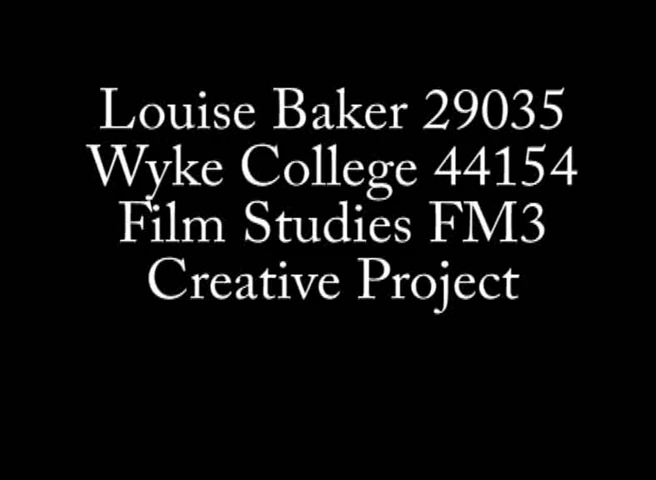 Louise Baker 29035
Wyke College 44154
Film Studies FM3
Creative Project